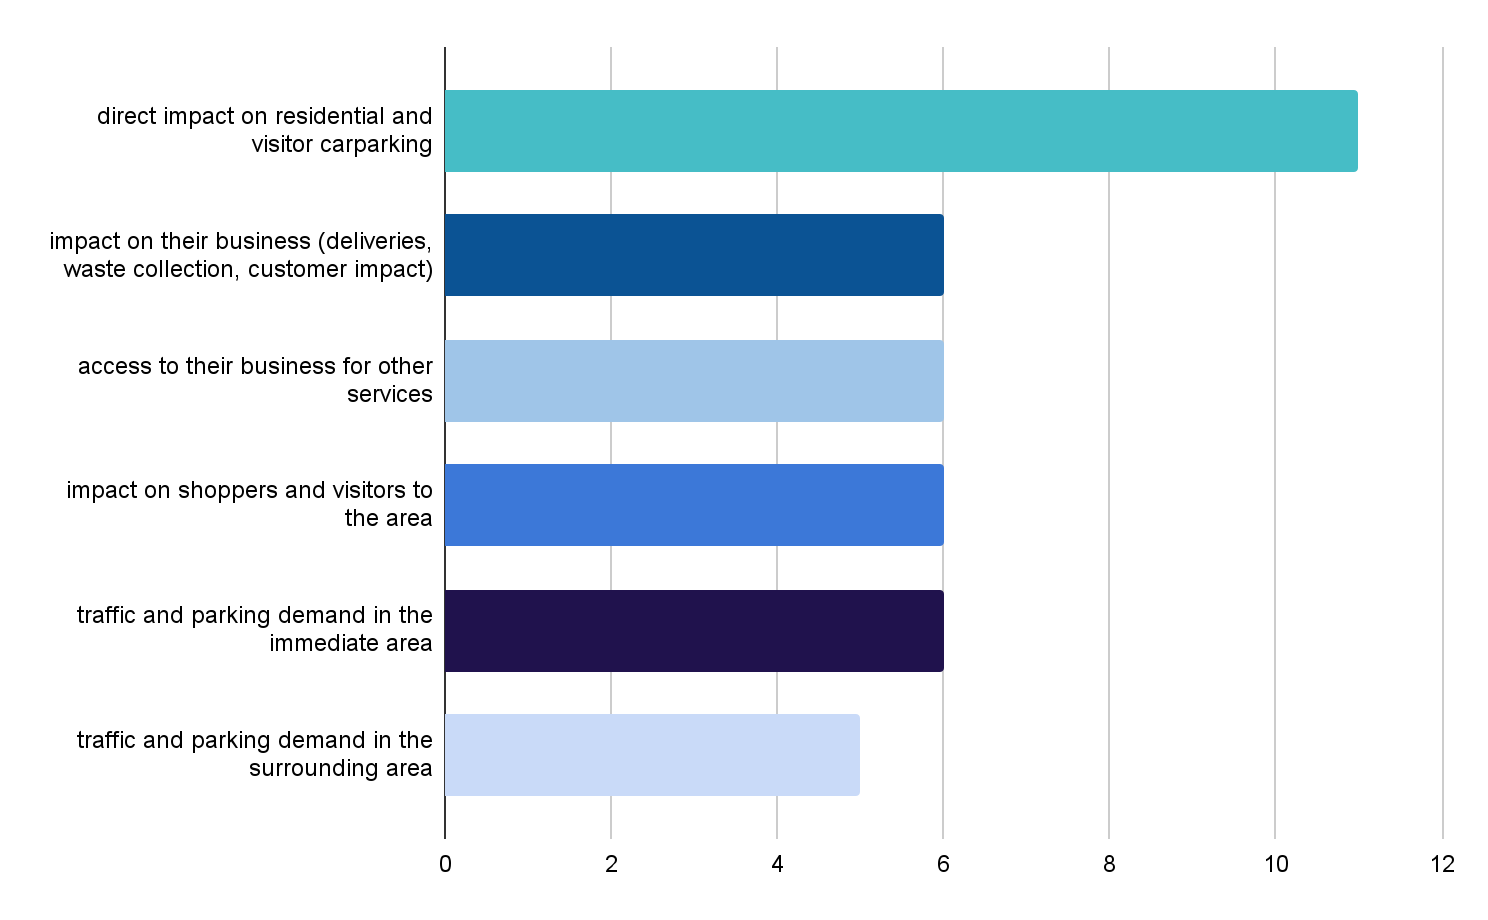 direct impact on residential and
visitor carparking
impact on their business (deliveries,
waste collection, customer impact)
access to their business for other
services
impact on shoppers and visitors to
the area
traffic and parking demand in the
immediate area
traffic and parking demand in the
surrounding area
0 2 4 6 8 10 12